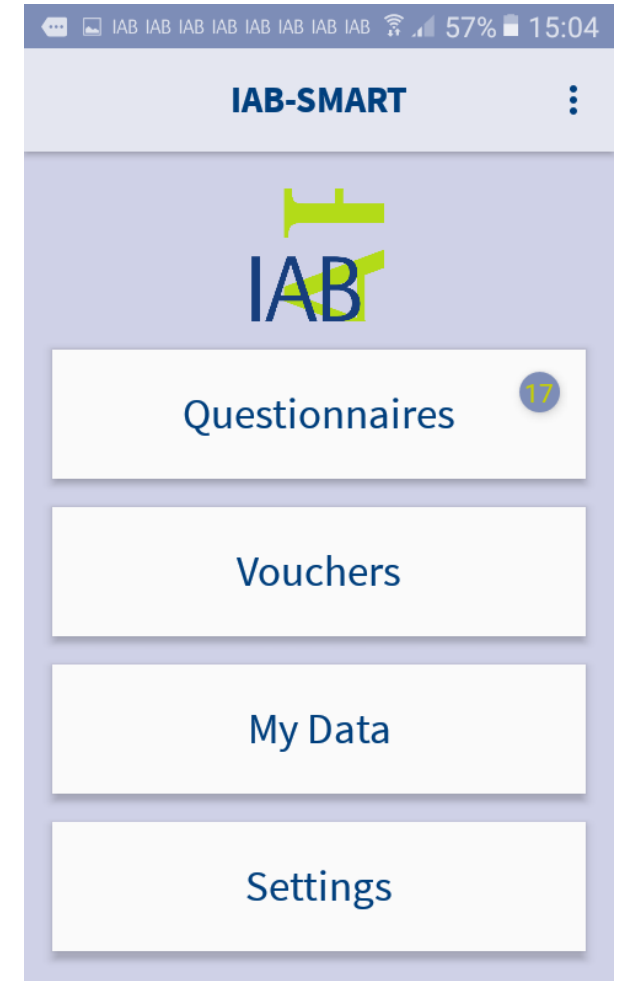 IAB IAB IAB IAB IAB IAB IAB IAB 57% 15:04
IAB-SMART
IAB
Questionnaires 17
Vouchers
My Data
Settings